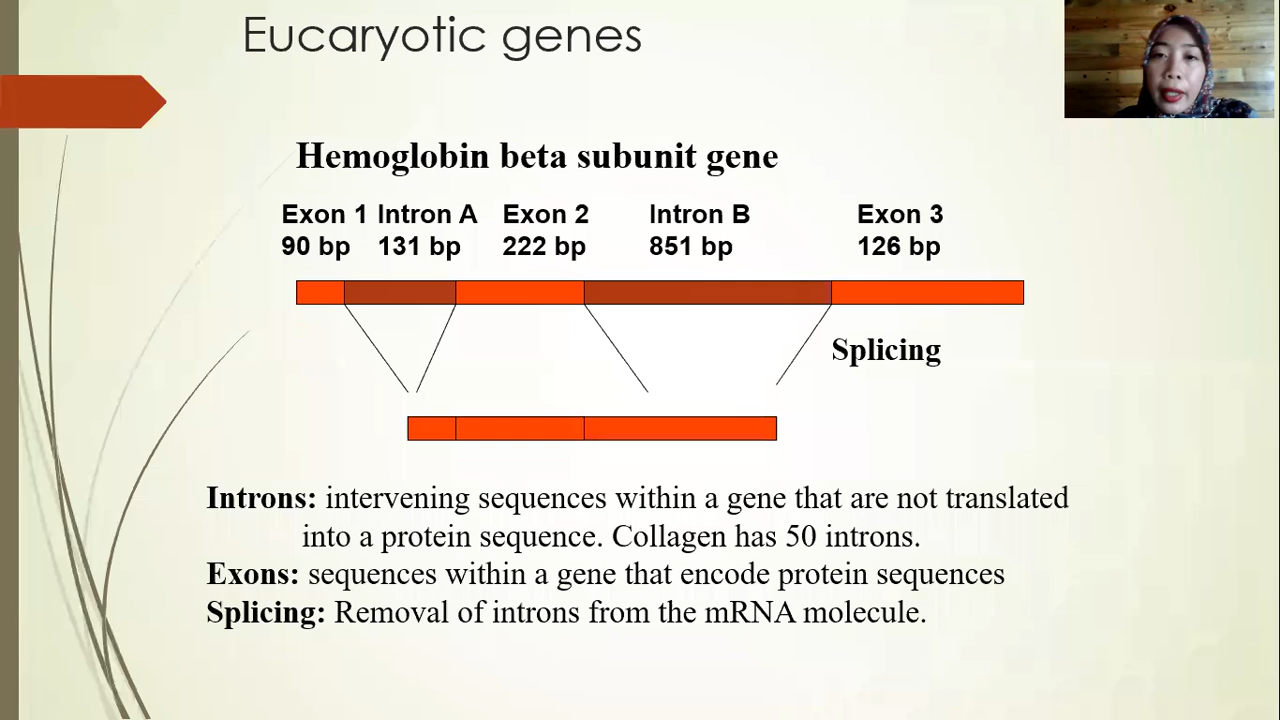 Eucaryotic genes
Hemoglobin beta subunit gene
Exon 1 Intron A Exon 2 Intron B Exon 3
90 bp 131 bp 222 bp 851 bp 126 bp
Splicing
Introns: intervening sequences within a gene that are not translated
into a protein sequence. Collagen has 50 introns.
Exons: sequences within a gene that encode protein sequences
Splicing: Removal of introns from the mRNA molecule.